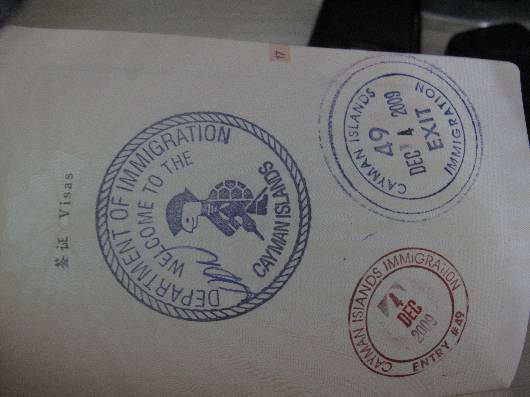 17
签证 Visas
DEPARTMENT OF IMMIGRATION
WELCOME TO THE
CAYMAN ISLANDS
CAYMAN ISLANDS
49
DEC 4 2009
EXIT
IMMIGRATION
CAYMAN ISLANDS IMMIGRATION
4
DEC
2009
ENTRY #49